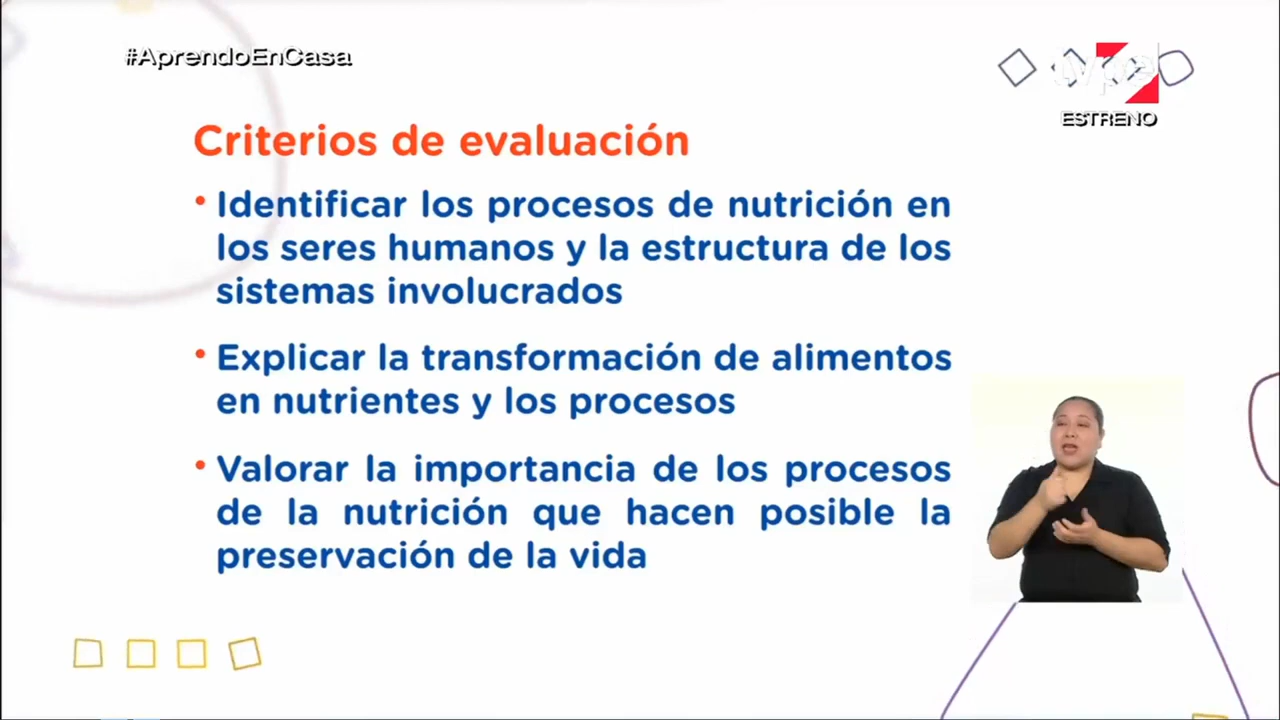 #AprendoEnCasa
tvpe
ESTRENO
Criterios de evaluación
• Identificar los procesos de nutrición en
los seres humanos y la estructura de los
sistemas involucrados
• Explicar la transformación de alimentos
en nutrientes y los procesos
• Valorar la importancia de los procesos
de la nutrición que hacen posible la
preservación de la vida